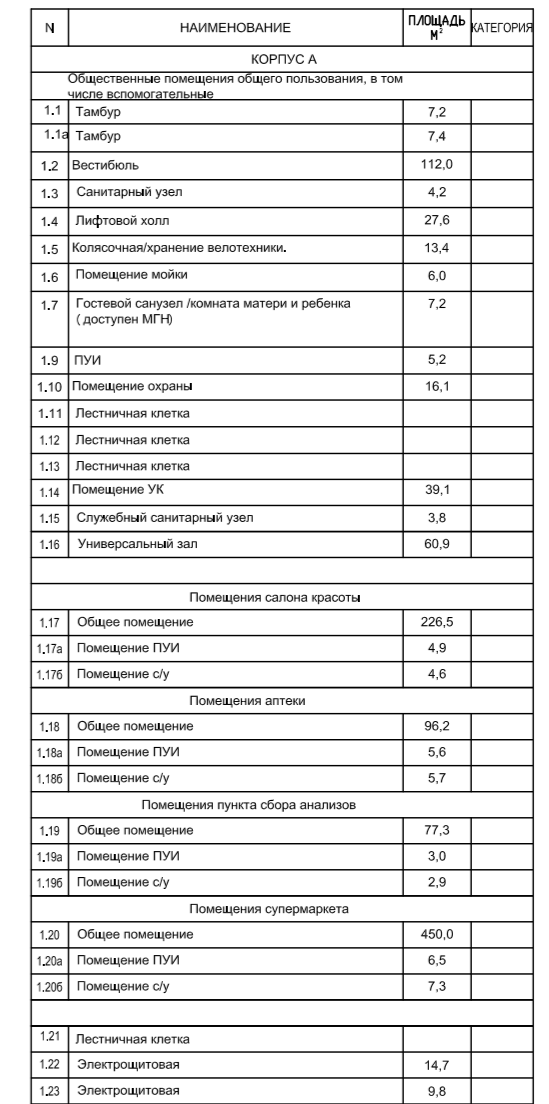 N НАИМЕНОВАНИЕ ПЛОЩАДЬ М² КАТЕГОРИЯ
КОРПУС А
Общественные помещения общего пользования, в том
числе вспомогательные
1.1 Тамбур 7,2
1.1а Тамбур 7,4
1.2 Вестибюль 112,0
1.3 Санитарный узел 4,2
1.4 Лифтовой холл 27,6
1.5 Колясочная/хранение велотехники. 13,4
1.6 Помещение мойки 6,0
1.7 Гостевой санузел /комната матери и ребенка 7,2
( доступен МГН)
1.9 ПУИ 5,2
1.10 Помещение охраны 16,1
1.11 Лестничная клетка
1.12 Лестничная клетка
1.13 Лестничная клетка
1.14 Помещение УК 39,1
1.15 Служебный санитарный узел 3,8
1.16 Универсальный зал 60,9
Помещения салона красоты
1.17 Общее помещение 226,5
1.17а Помещение ПУИ 4,9
1.17б Помещение с/у 4,6
Помещения аптеки
1.18 Общее помещение 96,2
1.18а Помещение ПУИ 5,6
1.18б Помещение с/у 5,7
Помещения пункта сбора анализов
1.19 Общее помещение 77,3
1.19а Помещение ПУИ 3,0
1.19б Помещение с/у 2,9
Помещения супермаркета
1.20 Общее помещение 450,0
1.20а Помещение ПУИ 6,5
1.20б Помещение с/у 7,3
1.21 Лестничная клетка
1.22 Электрощитовая 14,7
1.23 Электрощитовая 9,8